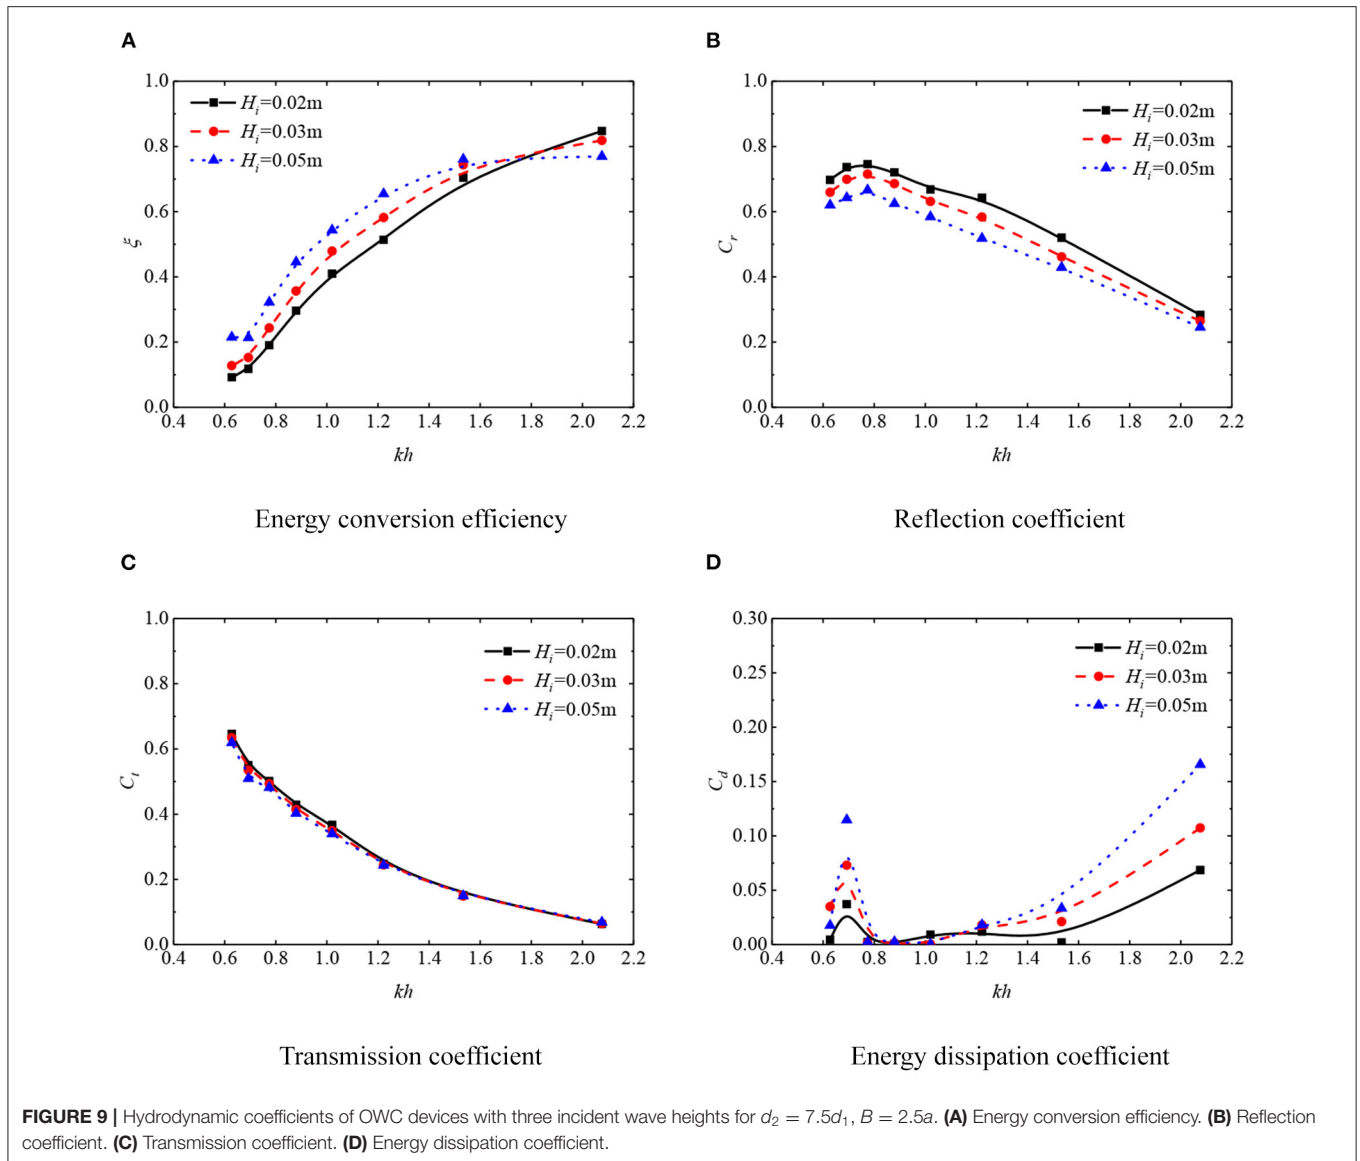 A
1.0
0.8
0.6
0.4
0.2
0.0
ξ
H_i=0.02m
H_i=0.03m
H_i=0.05m
0.4 0.6 0.8 1.0 1.2 1.4 1.6 1.8 2.0 2.2
kh
Energy conversion efficiency
B
1.0
0.8
0.6
0.4
0.2
0.0
C_r
H_i=0.02m
H_i=0.03m
H_i=0.05m
0.4 0.6 0.8 1.0 1.2 1.4 1.6 1.8 2.0 2.2
kh
Reflection coefficient
C
1.0
0.8
0.6
0.4
0.2
0.0
C_t
H_i=0.02m
H_i=0.03m
H_i=0.05m
0.4 0.6 0.8 1.0 1.2 1.4 1.6 1.8 2.0 2.2
kh
Transmission coefficient
D
0.30
0.25
0.20
0.15
0.10
0.05
0.00
C_d
H_i=0.02m
H_i=0.03m
H_i=0.05m
0.4 0.6 0.8 1.0 1.2 1.4 1.6 1.8 2.0 2.2
kh
Energy dissipation coefficient
FIGURE 9 | Hydrodynamic coefficients of OWC devices with three incident wave heights for d₂ = 7.5d₁, B = 2.5a. (A) Energy conversion efficiency. (B) Reflection
coefficient. (C) Transmission coefficient. (D) Energy dissipation coefficient.